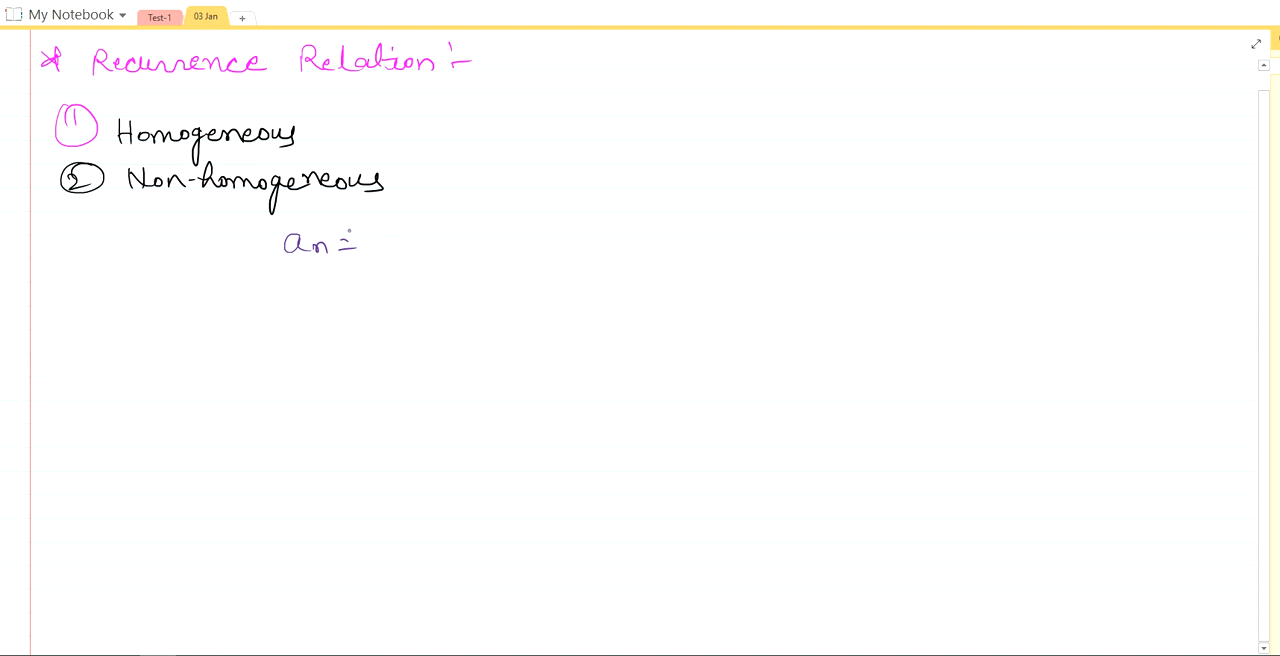 My Notebook Test-1 03 Jan +
* Recurrence Relation :-
① Homogeneous
② Non-homogeneous
an =